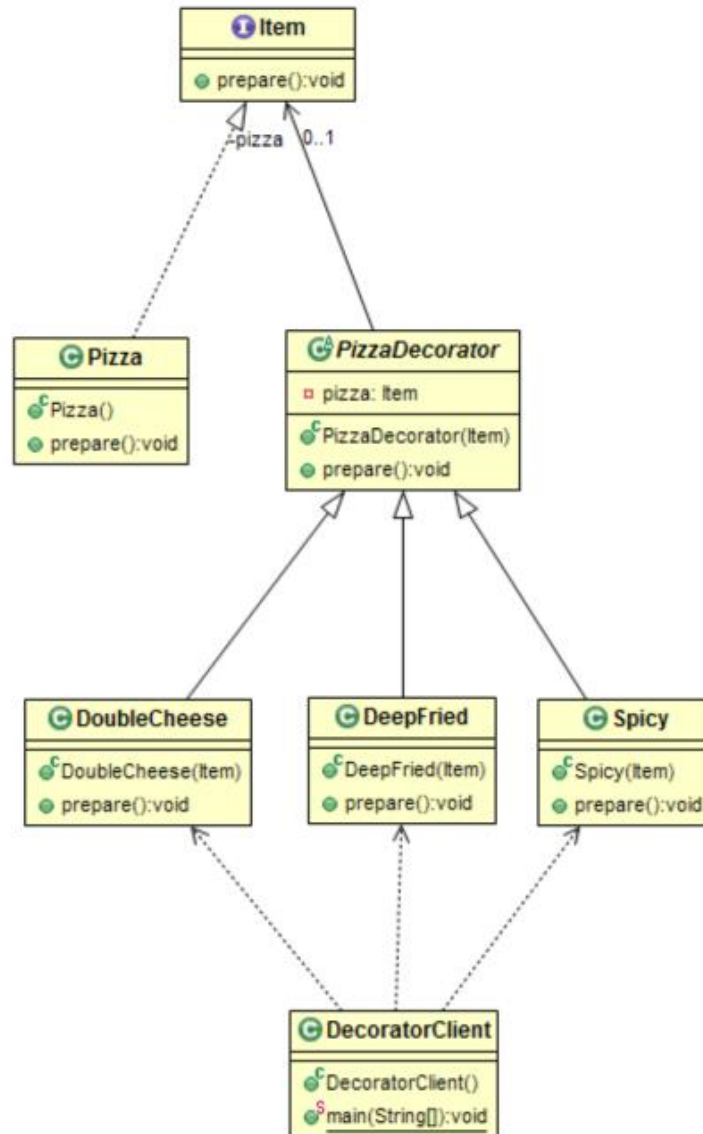 Item
prepare():void
-pizza 0..1
Pizza
Pizza()
prepare():void
PizzaDecorator
pizza: Item
PizzaDecorator(Item)
prepare():void
DoubleCheese
DoubleCheese(Item)
prepare():void
DeepFried
DeepFried(Item)
prepare():void
Spicy
Spicy(Item)
prepare():void
DecoratorClient
DecoratorClient()
main(String[]):void